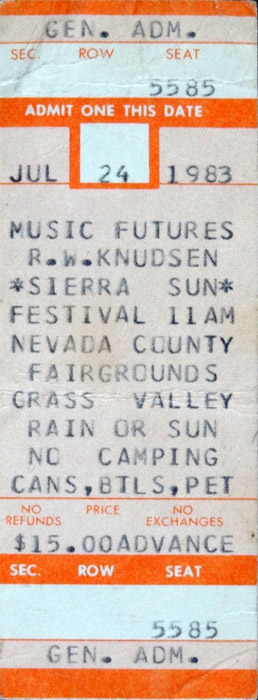 GEN. ADM.
SEC. ROW SEAT
5585
ADMIT ONE THIS DATE
JUL 24 1983
MUSIC FUTURES
R.W.KNUDSEN
*SIERRA SUN*
FESTIVAL 11AM
NEVADA COUNTY
FAIRGROUNDS
GRASS VALLEY
RAIN OR SUN
NO CAMPING
CANS,BTLS,PET
NO REFUNDS PRICE NO EXCHANGES
$15.00ADVANCE
SEC. ROW SEAT
5585
GEN. ADM.